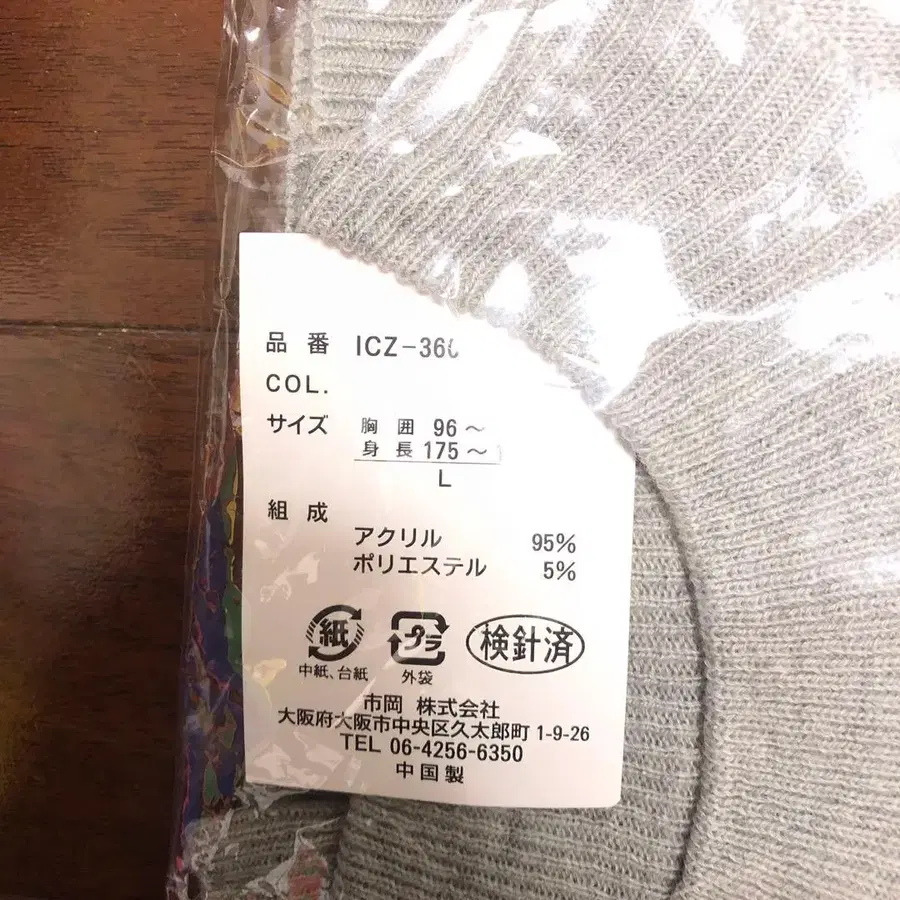 品番 ICZ-36
COL.
サイズ 胸囲 96～
身長 175～
L
組成
アクリル 95%
ポリエステル 5%
紙 プラ 検針済
中紙、台紙 外袋
市岡 株式会社
大阪府大阪市中央区久太郎町 1-9-26
TEL 06-4256-6350
中国製